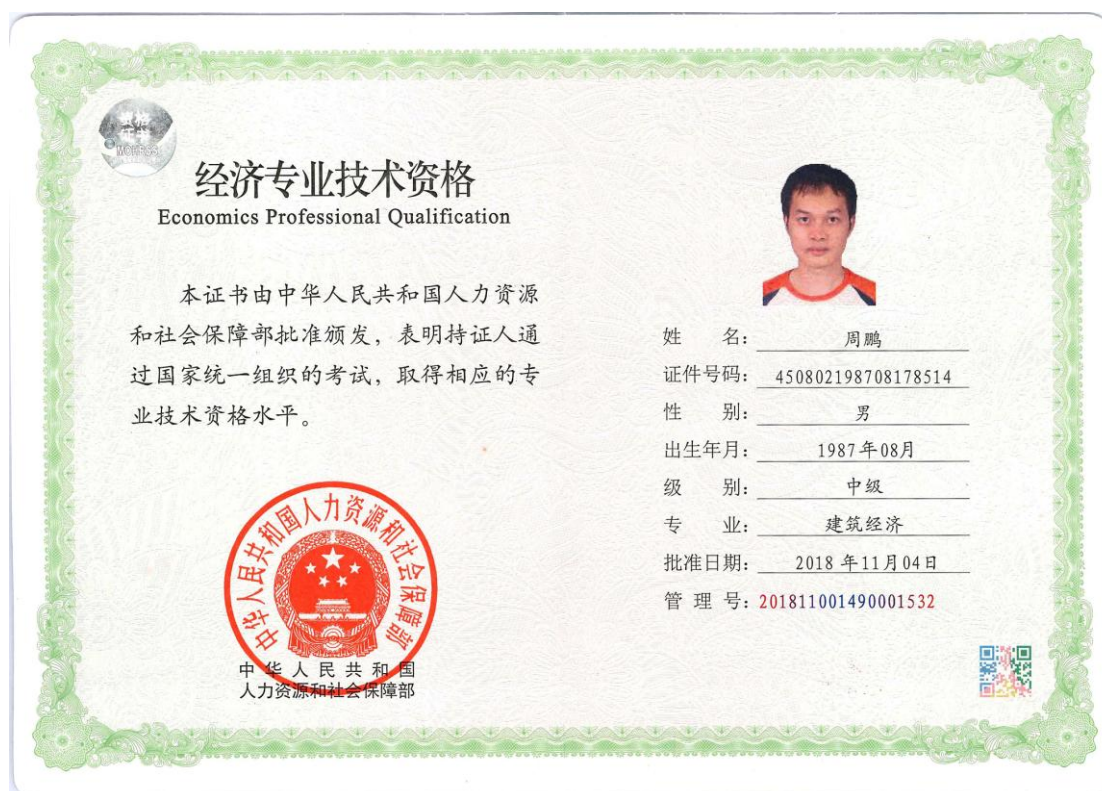 经济专业技术资格
Economics Professional Qualification
本证书由中华人民共和国人力资源
和社会保障部批准颁发，表明持证人通
过国家统一组织的考试，取得相应的专
业技术资格水平。
中华人民共和国人力资源和社会保障部
中华人民共和国
人力资源和社会保障部
姓 名：周鹏
证件号码：450802198708178514
性 别：男
出生年月：1987年08月
级 别：中级
专 业：建筑经济
批准日期：2018年11月04日
管 理 号：201811001490001532